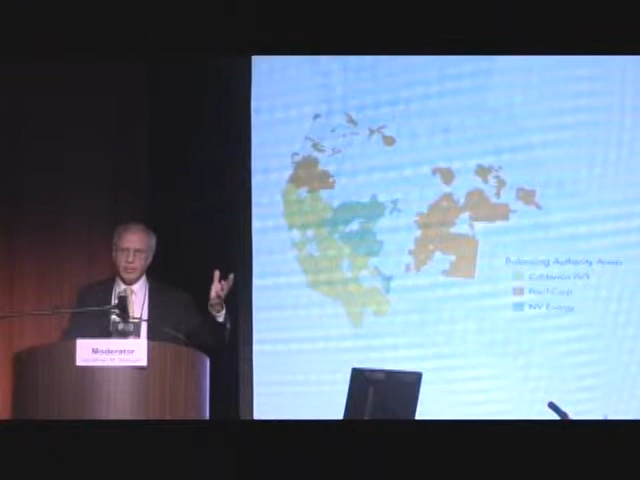 Moderator
Balancing Authority Areas
California ISO
PacifiCorp
NV Energy